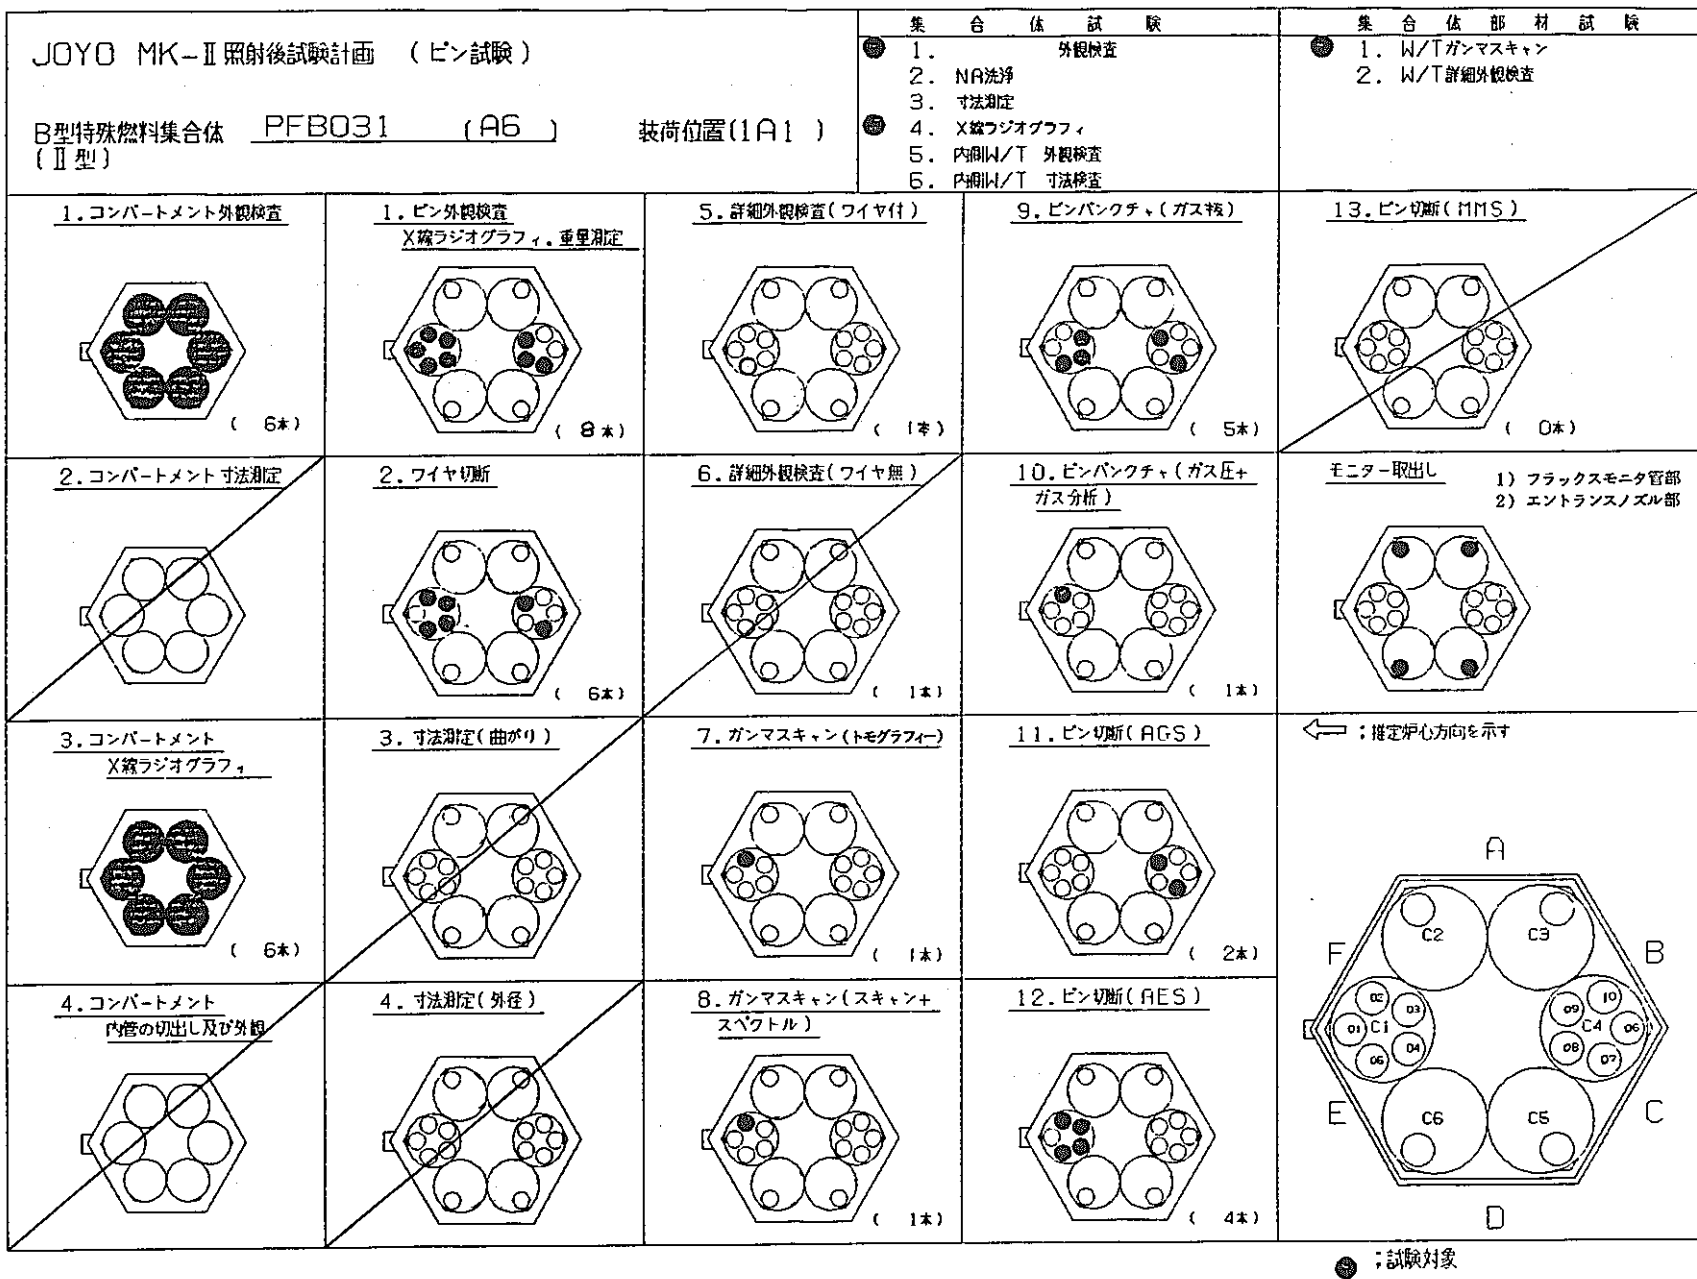 JOYO MK-Ⅱ照射後試験計画 (ピン試験)
B型特殊燃料集合体 PFB031 (A6) 装荷位置(1A1)
(Ⅱ型)
集合体試験
1. 外観検査
2. NA洗浄
3. 寸法測定
4. X線ラジオグラフィ
5. 内側W/T 外観検査
6. 内側W/T 寸法検査
集合体部材試験
1. W/Tガンマスキャン
2. W/T詳細外観検査
1.コンパートメント外観検査
(6本)
1.ピン外観検査
X線ラジオグラフィ.重量測定
(8本)
5.詳細外観検査(ワイヤ付)
(1本)
9.ピンパンクチャ(ガス抜)
(5本)
13.ピン切断(MMS)
(0本)
2.コンパートメント寸法測定
2.ワイヤ切断
(6本)
6.詳細外観検査(ワイヤ無)
(1本)
10.ピンパンクチャ(ガス圧+
ガス分析)
(1本)
モニター取出し
1) フラックスモニタ管部
2) エントランスノズル部
3.コンパートメント
X線ラジオグラフィ
(6本)
3.寸法測定(曲がり)
7.ガンマスキャン(トモグラフィー)
(1本)
11.ピン切断(AGS)
(2本)
;推定炉心方向を示す
4.コンパートメント
内管の切出し及び外観
4.寸法測定(外径)
8.ガンマスキャン(スキャン+
スペクトル)
(1本)
12.ピン切断(AES)
(4本)
A
F
C2
C3
B
02
03
01
C1
04
05
10
09
C4
06
08
07
E
C6
C5
C
D
;試験対象